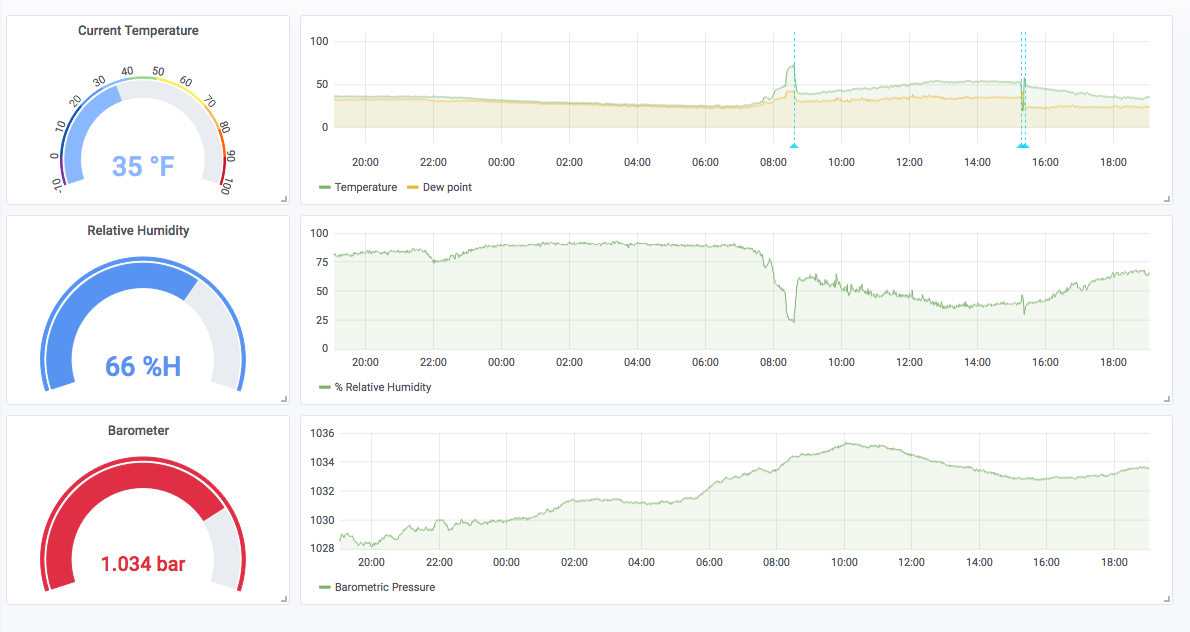 Current Temperature
-10 0 10 20 30 40 50 60 70 80 90 100
35 °F
100
50
0
20:00 22:00 00:00 02:00 04:00 06:00 08:00 10:00 12:00 14:00 16:00 18:00
Temperature Dew point
Relative Humidity
66 %H
100
75
50
25
0
20:00 22:00 00:00 02:00 04:00 06:00 08:00 10:00 12:00 14:00 16:00 18:00
% Relative Humidity
Barometer
1.034 bar
1036
1034
1032
1030
1028
20:00 22:00 00:00 02:00 04:00 06:00 08:00 10:00 12:00 14:00 16:00 18:00
Barometric Pressure